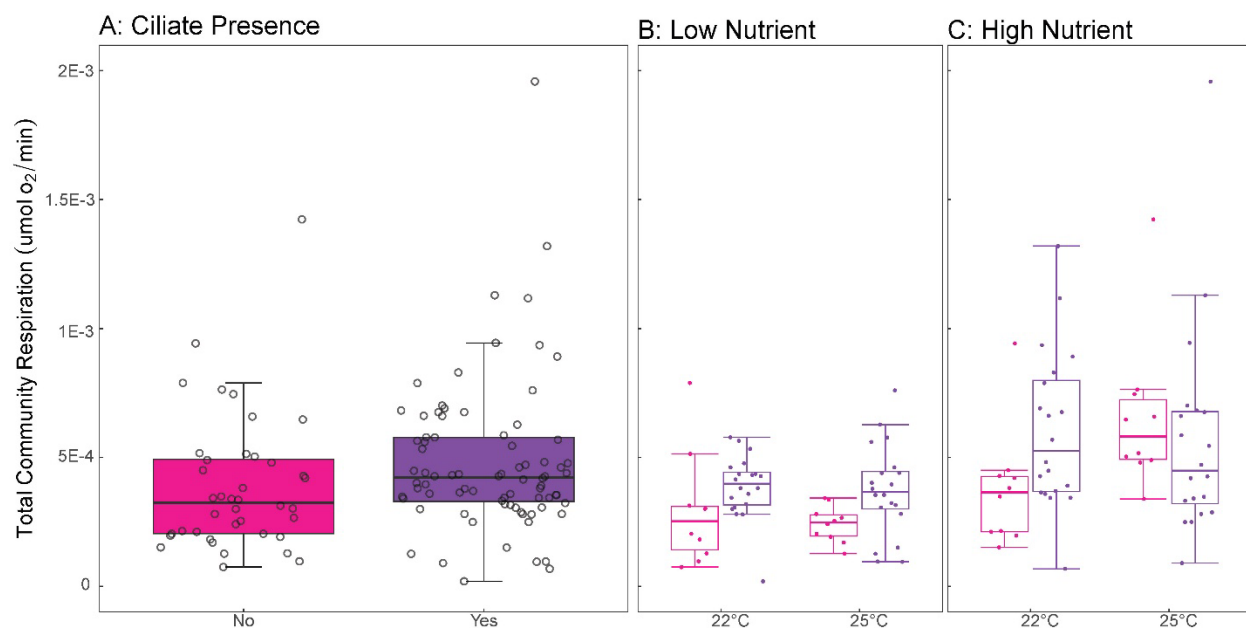 A: Ciliate Presence
B: Low Nutrient
C: High Nutrient
Total Community Respiration (umol o₂/min)
2E-3
1.5E-3
1E-3
5E-4
0
No
Yes
22°C
25°C
22°C
25°C